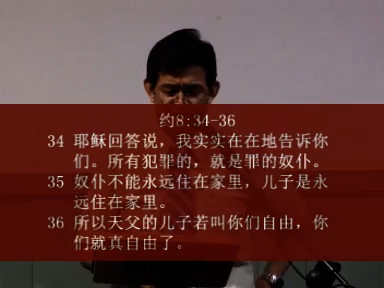 约8:34-36
34 耶稣回答说，我实实在在地告诉你
们。所有犯罪的，就是罪的奴仆。
35 奴仆不能永远住在家里，儿子是永
远住在家里。
36 所以天父的儿子若叫你们自由，你
们就真自由了。